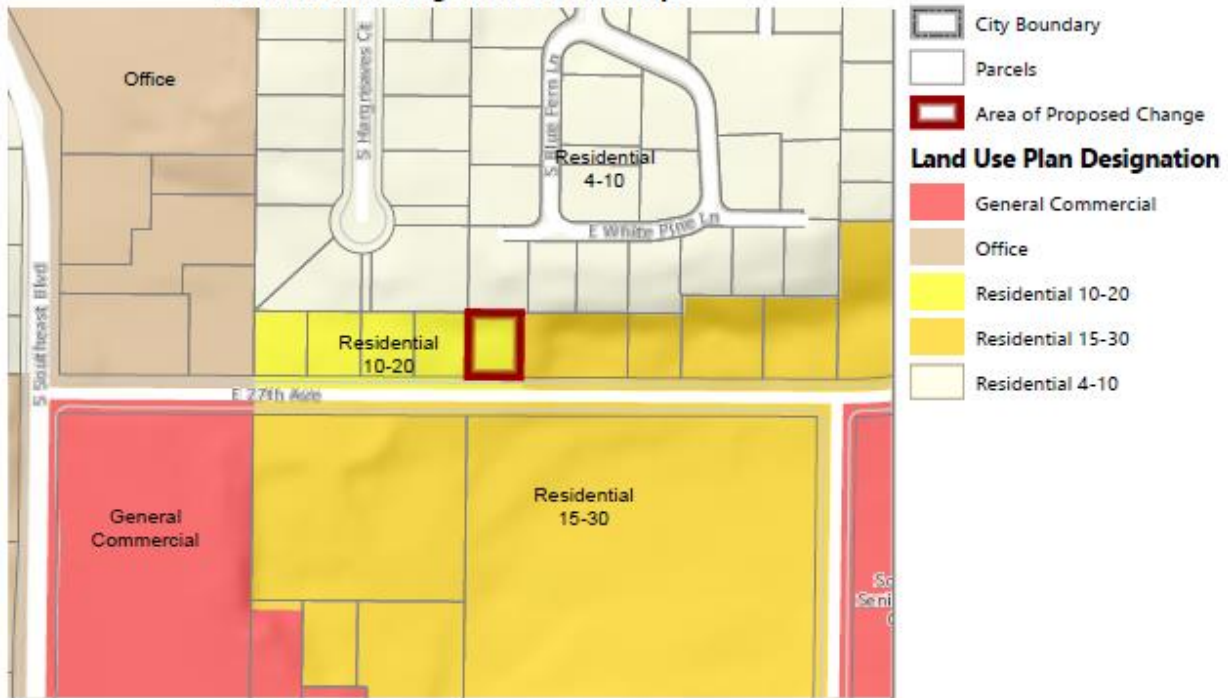 City Boundary
Parcels
Area of Proposed Change
Land Use Plan Designation
General Commercial
Office
Residential 10-20
Residential 15-30
Residential 4-10
Office
S Hargreaves Ct
S Blue Fern Ln
Residential
4-10
E White Pine Ln
S Southeast Blvd
Residential
10-20
E 27th Ave
General
Commercial
Residential
15-30